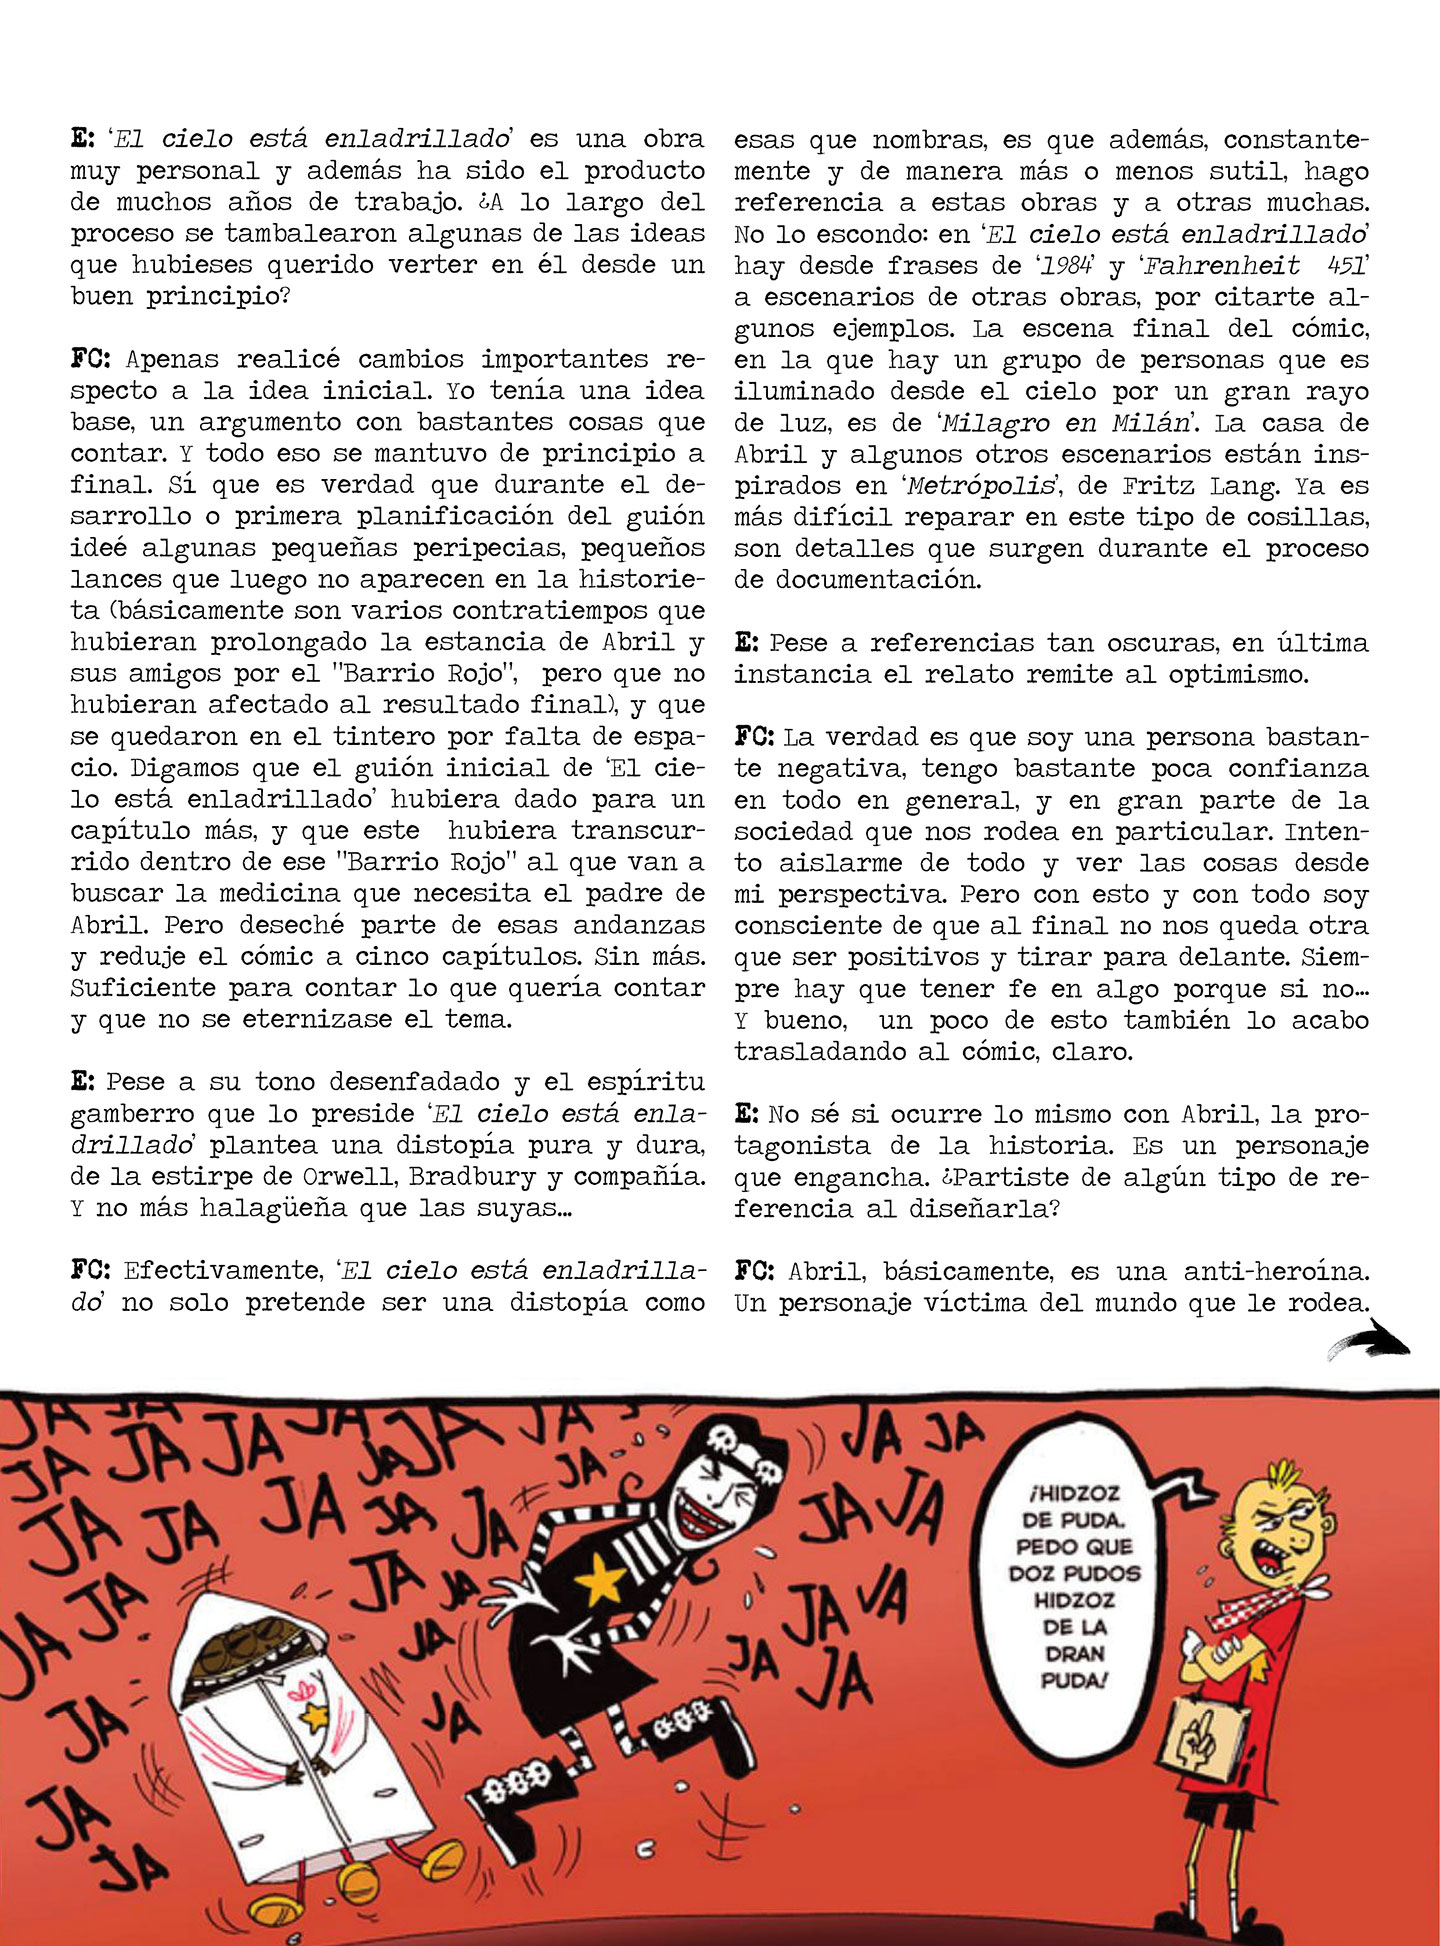 E: ‘El cielo está enladrillado’ es una obra
muy personal y además ha sido el producto
de muchos años de trabajo. ¿A lo largo del
proceso se tambalearon algunas de las ideas
que hubieses querido verter en él desde un
buen principio?
FC: Apenas realicé cambios importantes re-
specto a la idea inicial. Yo tenía una idea
base, un argumento con bastantes cosas que
contar. Y todo eso se mantuvo de principio a
final. Sí que es verdad que durante el de-
sarrollo o primera planificación del guión
ideé algunas pequeñas peripecias, pequeños
lances que luego no aparecen en la historie-
ta (básicamente son varios contratiempos que
hubieran prolongado la estancia de Abril y
sus amigos por el "Barrio Rojo", pero que no
hubieran afectado al resultado final), y que
se quedaron en el tintero por falta de espa-
cio. Digamos que el guión inicial de ‘El cie-
lo está enladrillado’ hubiera dado para un
capítulo más, y que este hubiera transcur-
rido dentro de ese "Barrio Rojo" al que van a
buscar la medicina que necesita el padre de
Abril. Pero deseché parte de esas andanzas
y reduje el cómic a cinco capítulos. Sin más.
Suficiente para contar lo que quería contar
y que no se eternizase el tema.
E: Pese a su tono desenfadado y el espíritu
gamberro que lo preside ‘El cielo está enla-
drillado’ plantea una distopía pura y dura,
de la estirpe de Orwell, Bradbury y compañía.
Y no más halagüeña que las suyas…
FC: Efectivamente, ‘El cielo está enladrilla-
do’ no solo pretende ser una distopía como
esas que nombras, es que además, constante-
mente y de manera más o menos sutil, hago
referencia a estas obras y a otras muchas.
No lo escondo: en ‘El cielo está enladrillado’
hay desde frases de ‘1984’ y ‘Fahrenheit 451’
a escenarios de otras obras, por citarte al-
gunos ejemplos. La escena final del cómic,
en la que hay un grupo de personas que es
iluminado desde el cielo por un gran rayo
de luz, es de ‘Milagro en Milán’. La casa de
Abril y algunos otros escenarios están ins-
pirados en ‘Metrópolis’, de Fritz Lang. Ya es
más difícil reparar en este tipo de cosillas,
son detalles que surgen durante el proceso
de documentación.
E: Pese a referencias tan oscuras, en última
instancia el relato remite al optimismo.
FC: La verdad es que soy una persona bastan-
te negativa, tengo bastante poca confianza
en todo en general, y en gran parte de la
sociedad que nos rodea en particular. Inten-
to aislarme de todo y ver las cosas desde
mi perspectiva. Pero con esto y con todo soy
consciente de que al final no nos queda otra
que ser positivos y tirar para delante. Siem-
pre hay que tener fe en algo porque si no…
Y bueno, un poco de esto también lo acabo
trasladando al cómic, claro.
E: No sé si ocurre lo mismo con Abril, la pro-
tagonista de la historia. Es un personaje
que engancha. ¿Partiste de algún tipo de re-
ferencia al diseñarla?
FC: Abril, básicamente, es una anti-heroína.
Un personaje víctima del mundo que le rodea.
JA JA JA JA JA JA JA JA
JA JA JA JA JA JA JA
JA JA JA JA JA JA JA
JA JA JA JA JA JA
JA JA JA JA JA
JA JA JA JA
JA JA
¡HIDZOZ
DE PUDA.
PEDO QUE
DOZ PUDOS
HIDZOZ
DE LA
DRAN
PUDA!